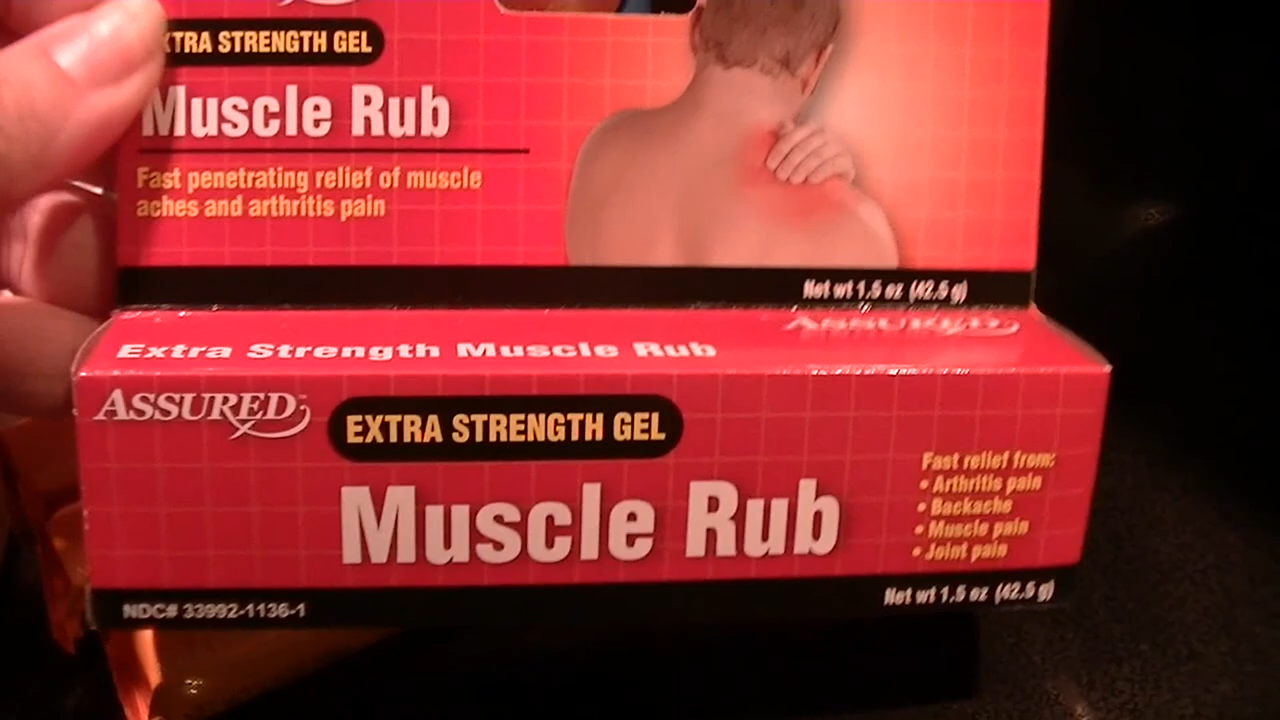 XTRA STRENGTH GEL
Muscle Rub
Fast penetrating relief of muscle
aches and arthritis pain
Net wt 1.5 oz (42.5 g)
ASSURED
Extra Strength Muscle Rub
ASSURED
EXTRA STRENGTH GEL
Muscle Rub
Fast relief from:
• Arthritis pain
• Backache
• Muscle pain
• Joint pain
NDC# 33992-1136-1
Net wt 1.5 oz (42.5 g)